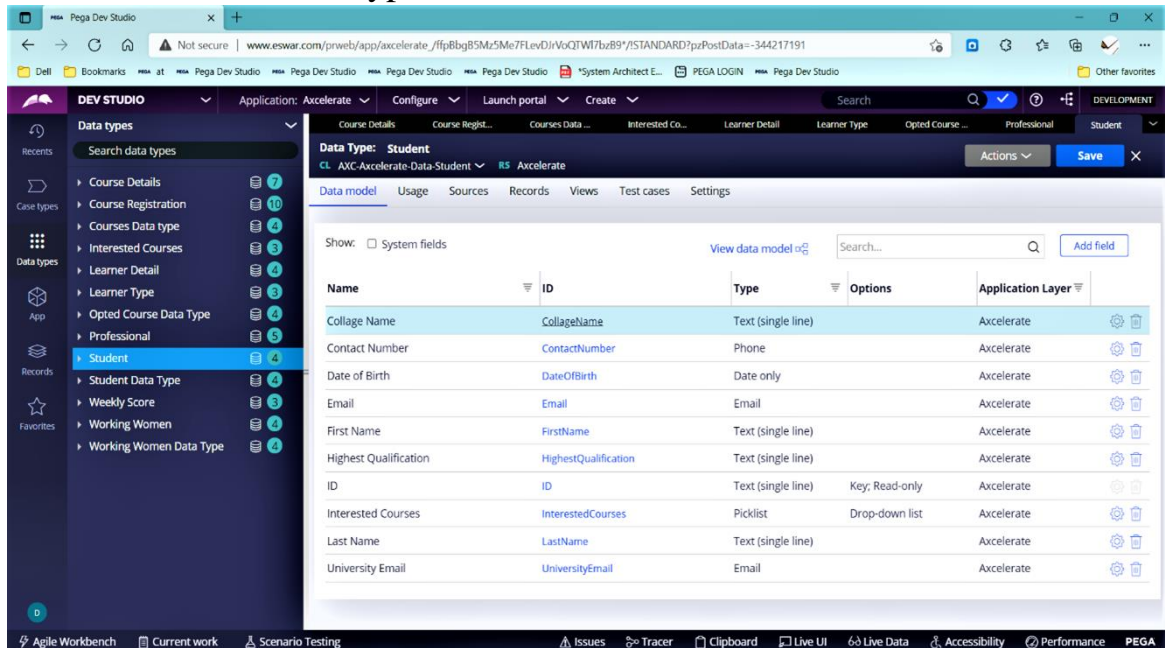 PEGA Pega Dev Studio
Not secure www.eswar.com/prweb/app/axcelerate_/ffpBbgB5Mz5Me7FLevDJrVoQTWl7bzB9*/!STANDARD?pzPostData=-344217191
Dell Bookmarks PEGA at PEGA Pega Dev Studio PEGA Pega Dev Studio PEGA Pega Dev Studio PEGA Pega Dev Studio *System Architect E... PEGA LOGIN PEGA Pega Dev Studio Other favorites
DEV STUDIO Application: Axcelerate Configure Launch portal Create Search DEVELOPMENT
Recents
Case types
Data types
App
Records
Favorites
D
Data types
Search data types
Course Details 7
Course Registration 10
Courses Data type 4
Interested Courses 3
Learner Detail 4
Learner Type 3
Opted Course Data Type 4
Professional 5
Student 4
Student Data Type 4
Weekly Score 3
Working Women 4
Working Women Data Type 4
Course Details Course Regist... Courses Data ... Interested Co... Learner Detail Learner Type Opted Course ... Professional Student
Data Type: Student
CL AXC-Axcelerate-Data-Student RS Axcelerate
Actions Save
Data model Usage Sources Records Views Test cases Settings
Show: System fields View data model Search... Add field
Name ID Type Options Application Layer
Collage Name CollageName Text (single line) Axcelerate
Contact Number ContactNumber Phone Axcelerate
Date of Birth DateOfBirth Date only Axcelerate
Email Email Email Axcelerate
First Name FirstName Text (single line) Axcelerate
Highest Qualification HighestQualification Text (single line) Axcelerate
ID ID Text (single line) Key; Read-only Axcelerate
Interested Courses InterestedCourses Picklist Drop-down list Axcelerate
Last Name LastName Text (single line) Axcelerate
University Email UniversityEmail Email Axcelerate
Agile Workbench Current work Scenario Testing Issues Tracer Clipboard Live UI Live Data Accessibility Performance PEGA